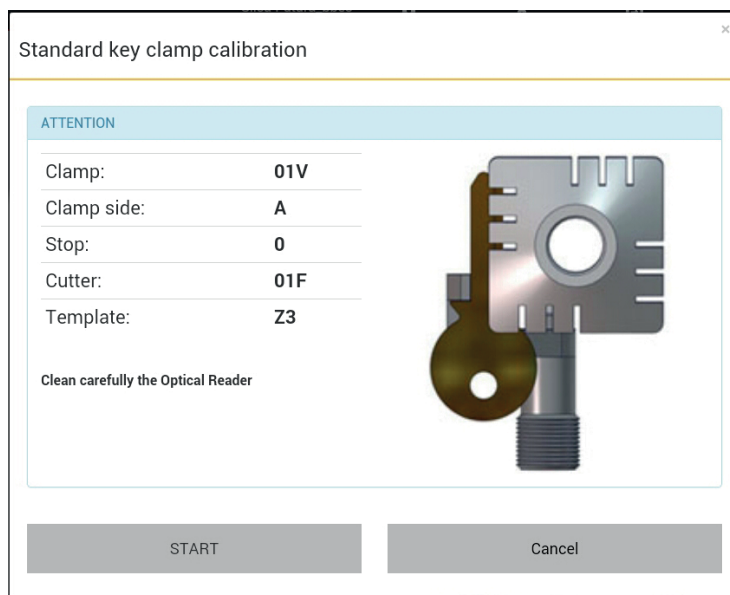 ×
Standard key clamp calibration
ATTENTION
Clamp: 01V
Clamp side: A
Stop: 0
Cutter: 01F
Template: Z3
Clean carefully the Optical Reader
START Cancel